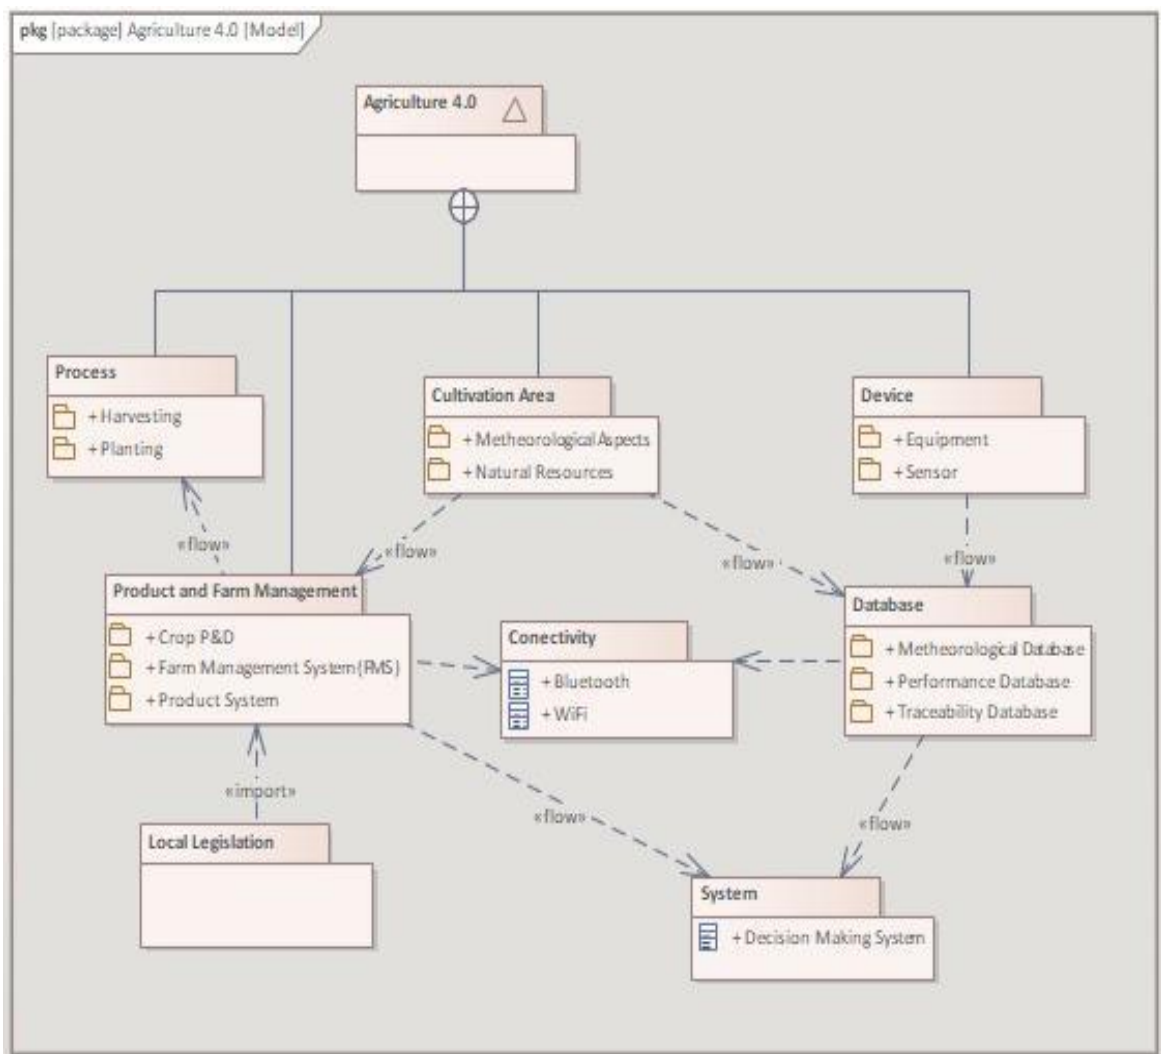 pkg [package] Agriculture 4.0 [Model]
Agriculture 4.0
Process
+Harvesting
+Planting
Cultivation Area
+Metheorological Aspects
+Natural Resources
Device
+Equipment
+Sensor
«flow»
«flow»
«flow»
«flow»
Product and Farm Management
+Crop P&D
+Farm Management System (FMS)
+Product System
Conectivity
+Bluetooth
+WiFi
Database
+Metheorological Database
+Performance Database
+Traceability Database
«import»
«flow»
«flow»
Local Legislation
System
+Decision Making System